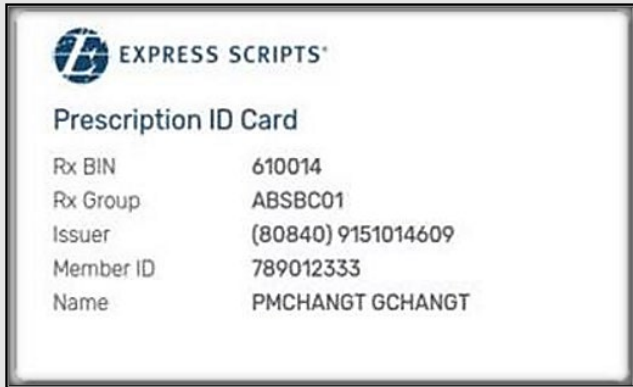 EXPRESS SCRIPTS®
Prescription ID Card
Rx BIN 610014
Rx Group ABSBC01
Issuer (80840) 9151014609
Member ID 789012333
Name PMCHANGT GCHANGT